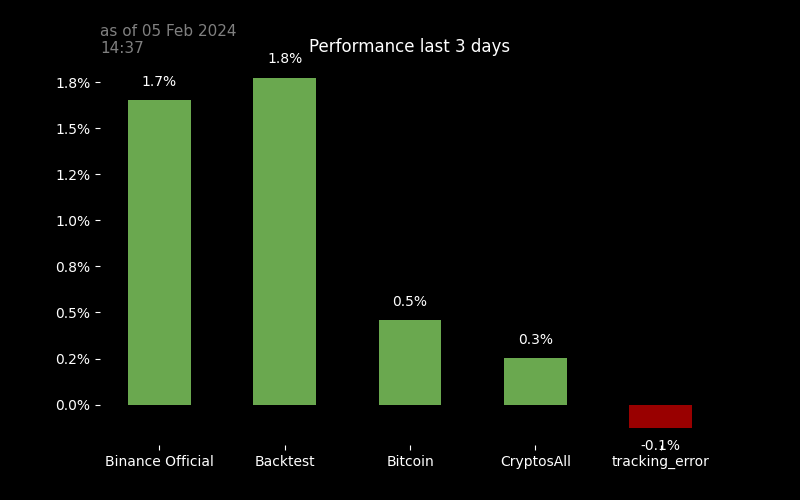 as of 05 Feb 2024
14:37
Performance last 3 days
1.8%
1.7%
1.8%
1.5%
1.2%
1.0%
0.8%
0.5%
0.5%
0.3%
0.2%
0.0%
-0.1%
Binance Official
Backtest
Bitcoin
CryptosAll
tracking_error